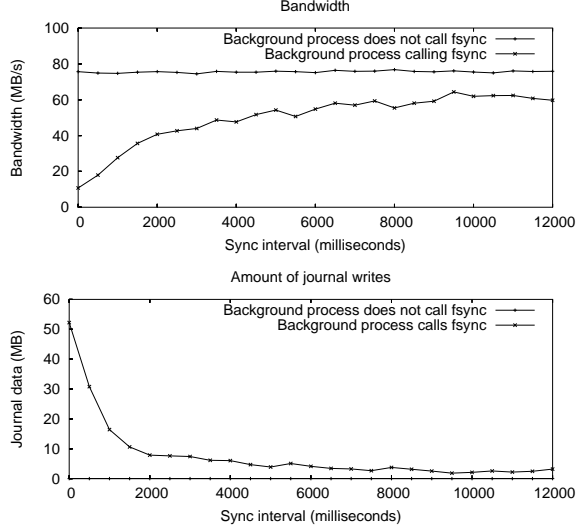 Bandwidth
100
80
60
40
20
0
Bandwidth (MB/s)
Background process does not call fsync
Background process calling fsync
0 2000 4000 6000 8000 10000 12000
Sync interval (milliseconds)
Amount of journal writes
60
50
40
30
20
10
0
Journal data (MB)
Background process does not call fsync
Background process calls fsync
0 2000 4000 6000 8000 10000 12000
Sync interval (milliseconds)